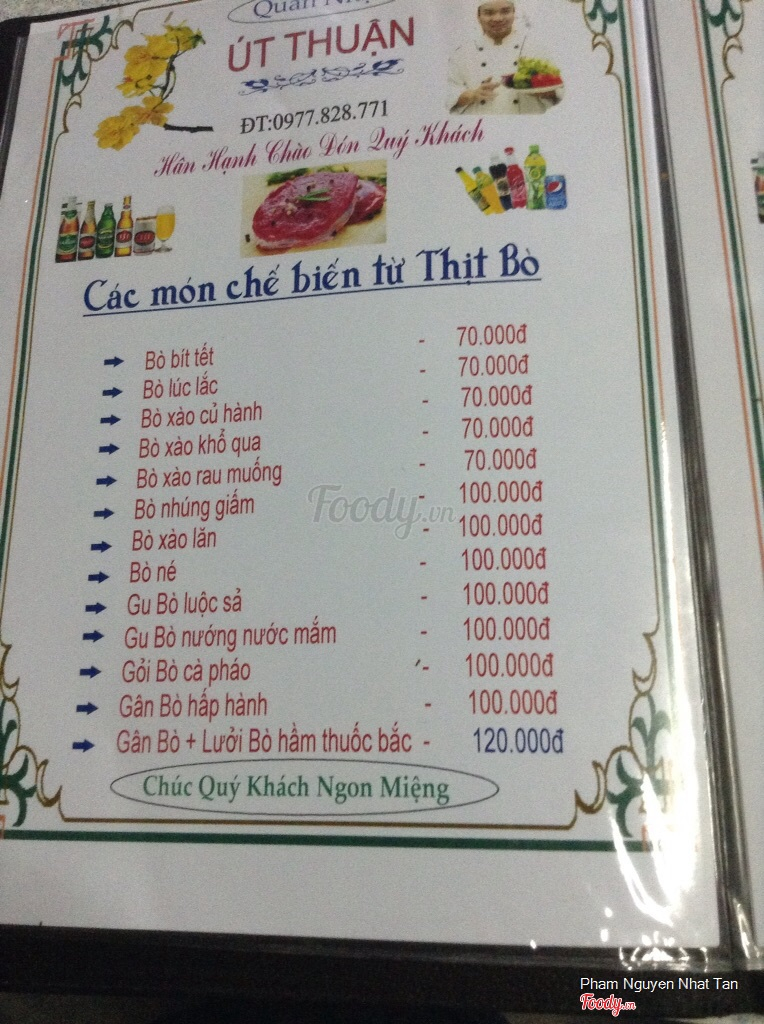 Quán
ÚT THUẬN
ĐT:0977.828.771
Hân Hạnh Chào Đón Quý Khách
Các món chế biến từ Thịt Bò
Bò bít tết - 70.000đ
Bò lúc lắc - 70.000đ
Bò xào củ hành - 70.000đ
Bò xào khổ qua - 70.000đ
Bò xào rau muống - 70.000đ
Bò nhúng giấm - 100.000đ
Bò xào lăn - 100.000đ
Bò né - 100.000đ
Gu Bò luộc sả - 100.000đ
Gu Bò nướng nước mắm - 100.000đ
Gỏi Bò cà pháo - 100.000đ
Gân Bò hấp hành - 100.000đ
Gân Bò + Lưỡi Bò hầm thuốc bắc - 120.000đ
Chúc Quý Khách Ngon Miệng
Foody.vn
Pham Nguyen Nhat Tan
Foody.vn